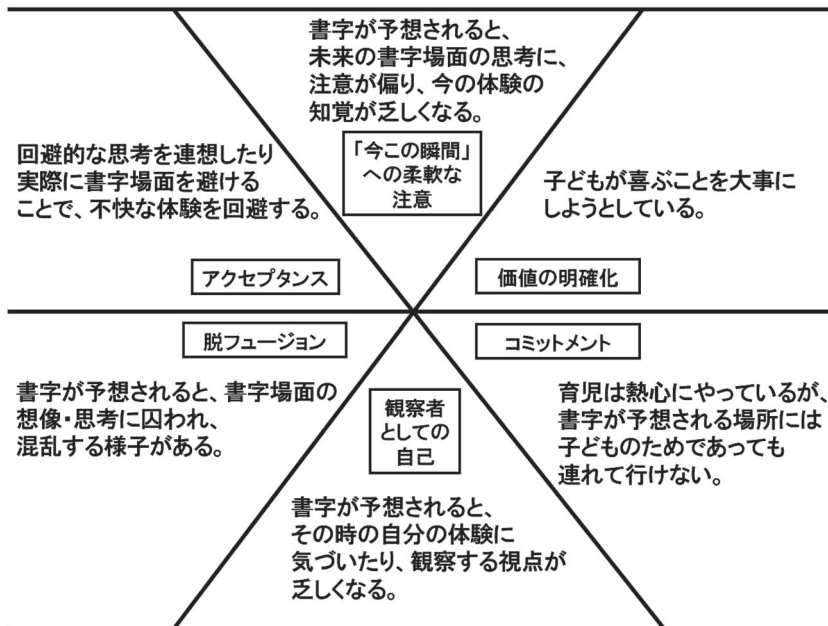 書字が予想されると、
未来の書字場面の思考に、
注意が偏り、今の体験の
知覚が乏しくなる。
「今この瞬間」
への柔軟な
注意
回避的な思考を連想したり
実際に書字場面を避ける
ことで、不快な体験を回避する。
アクセプタンス
子どもが喜ぶことを大事に
しようとしている。
価値の明確化
脱フュージョン
書字が予想されると、書字場面の
想像・思考に囚われ、
混乱する様子がある。
観察者
としての
自己
書字が予想されると、
その時の自分の体験に
気づいたり、観察する視点が
乏しくなる。
コミットメント
育児は熱心にやっているが、
書字が予想される場所には
子どものためであっても
連れて行けない。